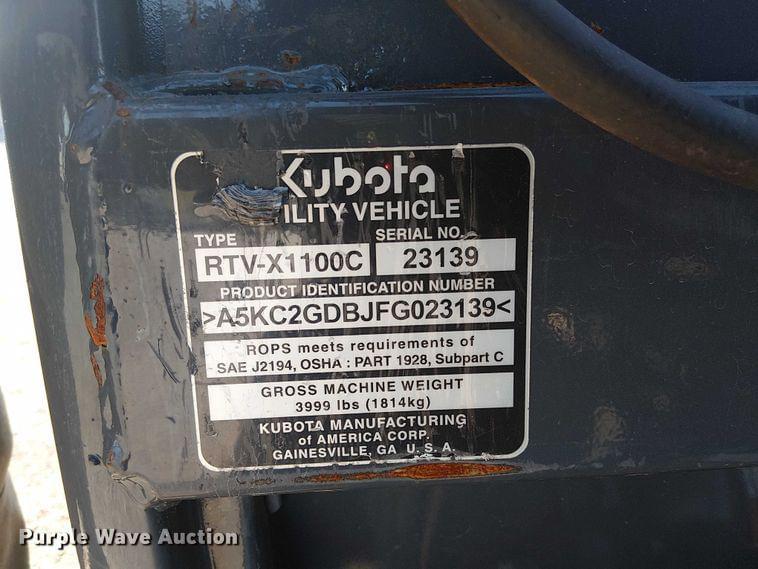 Kubota
ILITY VEHICLE
TYPE SERIAL NO.
RTV-X1100C 23139
PRODUCT IDENTIFICATION NUMBER
>A5KC2GDBJFG023139<
ROPS meets requirements of
SAE J2194, OSHA : PART 1928, Subpart C
GROSS MACHINE WEIGHT
3999 lbs (1814kg)
KUBOTA MANUFACTURING
of AMERICA CORP.
GAINESVILLE, GA U. S. A
Purple Wave Auction